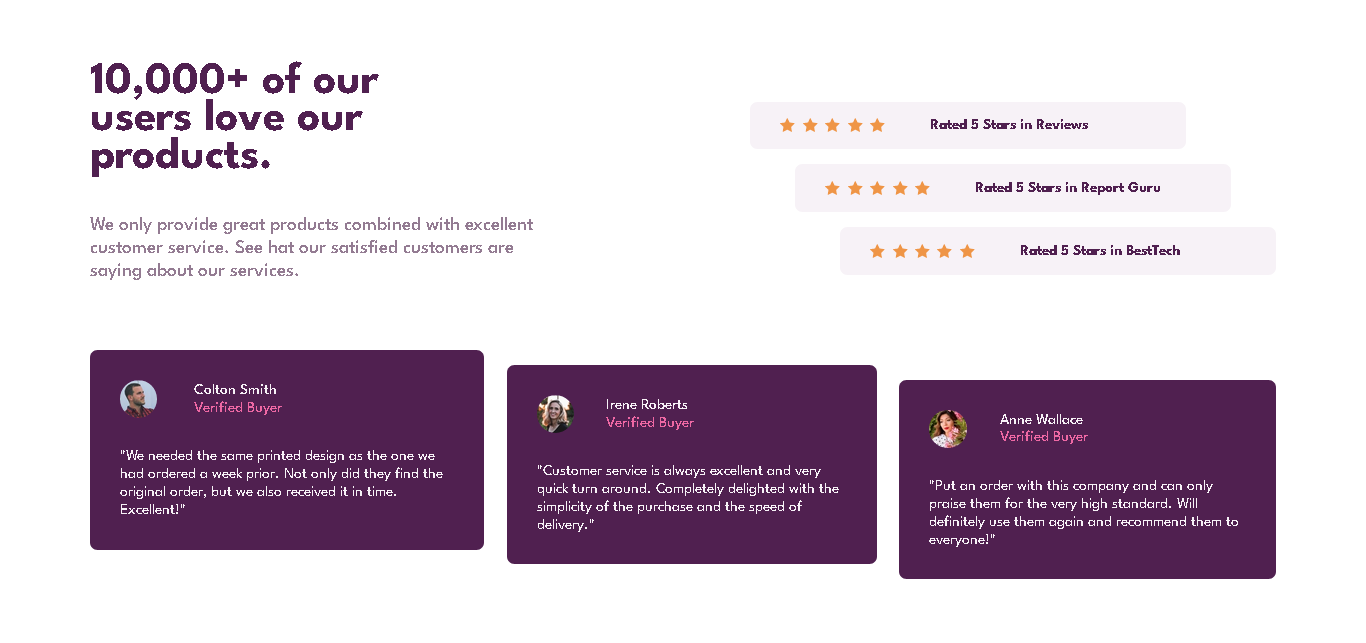 10,000+ of our
users love our
products.
We only provide great products combined with excellent
customer service. See hat our satisfied customers are
saying about our services.
Rated 5 Stars in Reviews
Rated 5 Stars in Report Guru
Rated 5 Stars in BestTech
Colton Smith
Verified Buyer
"We needed the same printed design as the one we
had ordered a week prior. Not only did they find the
original order, but we also received it in time.
Excellent!"
Irene Roberts
Verified Buyer
"Customer service is always excellent and very
quick turn around. Completely delighted with the
simplicity of the purchase and the speed of
delivery."
Anne Wallace
Verified Buyer
"Put an order with this company and can only
praise them for the very high standard. Will
definitely use them again and recommend them to
everyone!"